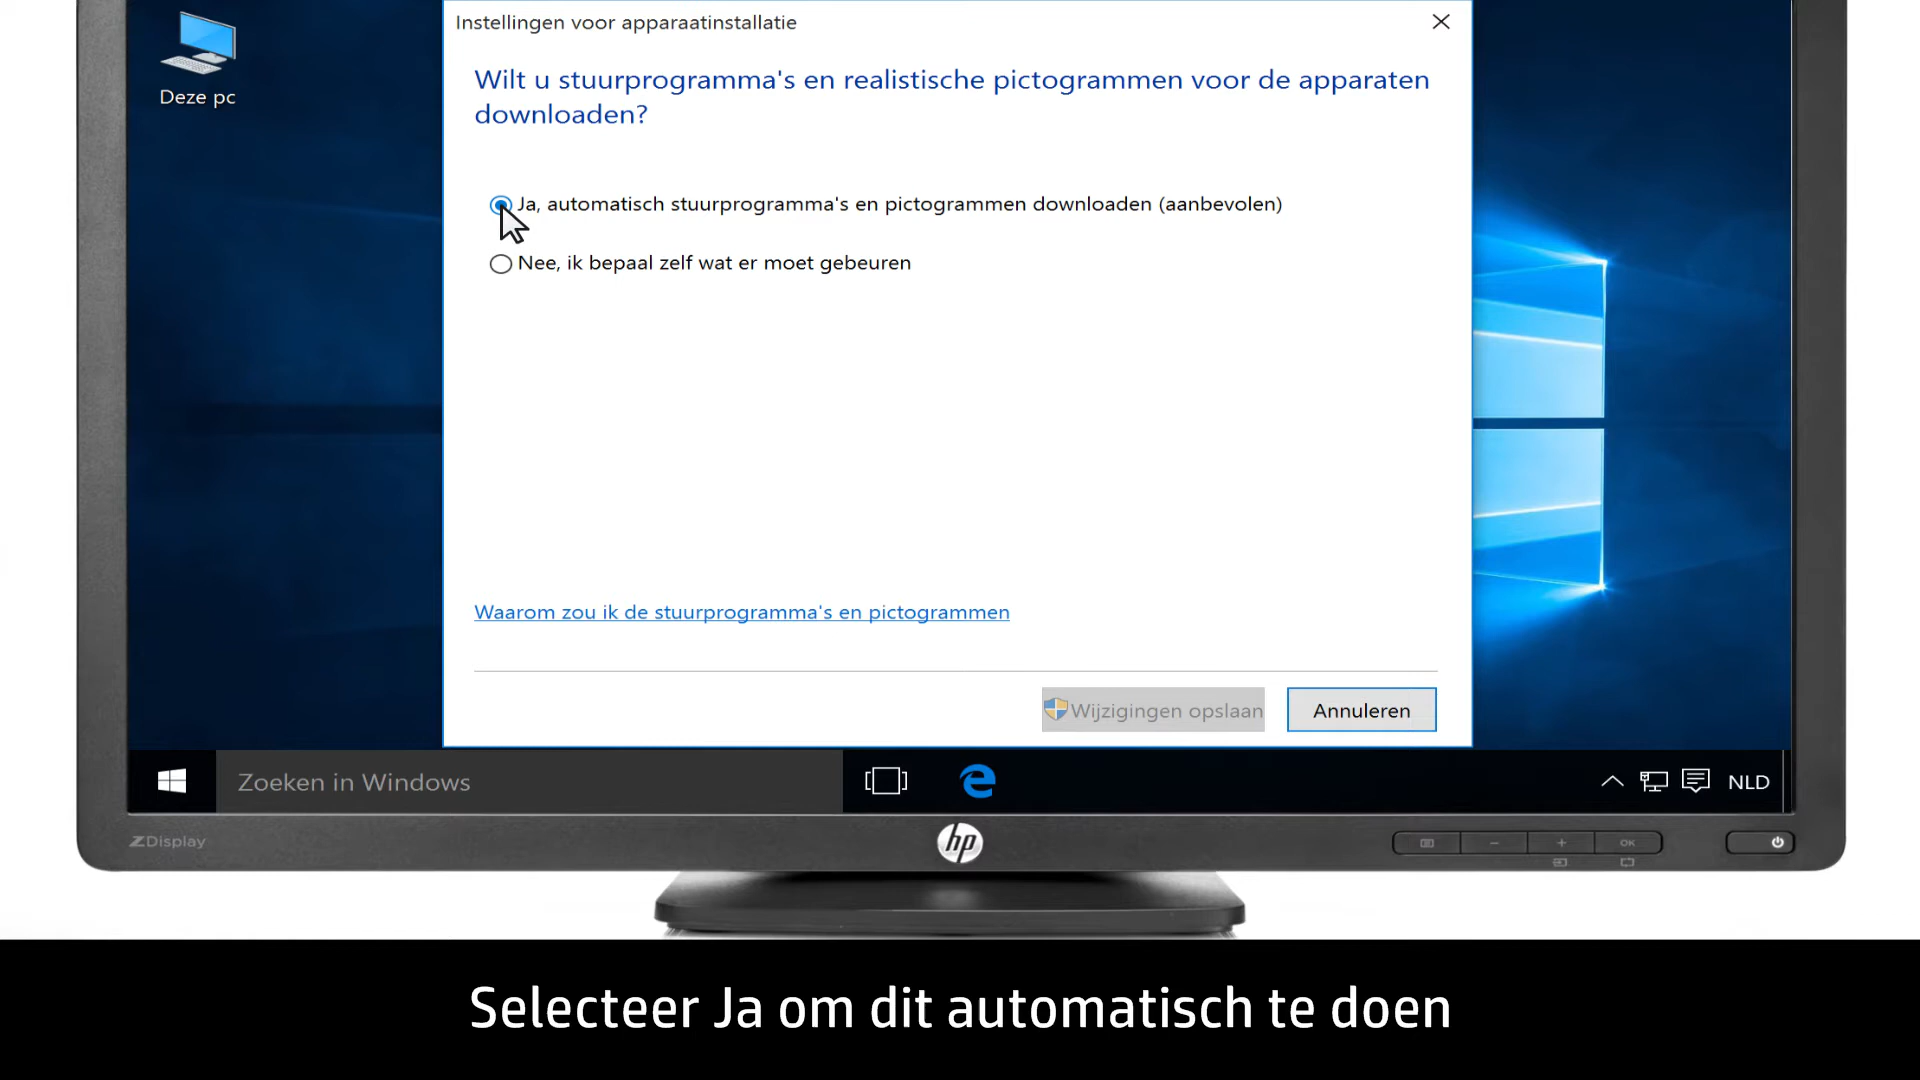 Instellingen voor apparaatinstallatie
Deze pc
Wilt u stuurprogramma's en realistische pictogrammen voor de apparaten
downloaden?
Ja, automatisch stuurprogramma's en pictogrammen downloaden (aanbevolen)
Nee, ik bepaal zelf wat er moet gebeuren
Waarom zou ik de stuurprogramma's en pictogrammen
Wijzigingen opslaan
Annuleren
Zoeken in Windows
NLD
ZDisplay
hp
OK
Selecteer Ja om dit automatisch te doen